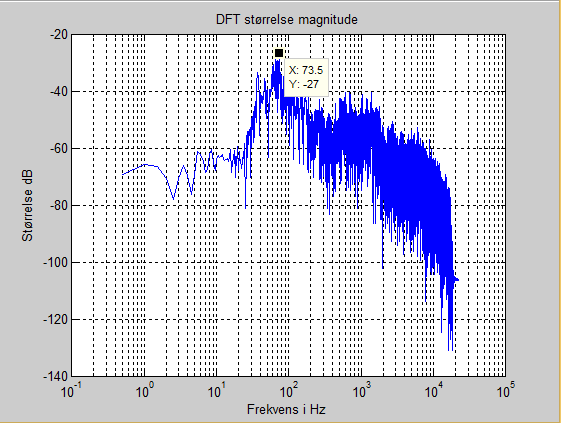 DFT størrelse magnitude
-20
X: 73.5
Y: -27
-40
-60
-80
-100
-120
-140
Størrelse dB
10^-1 10^0 10^1 10^2 10^3 10^4 10^5
Frekvens i Hz